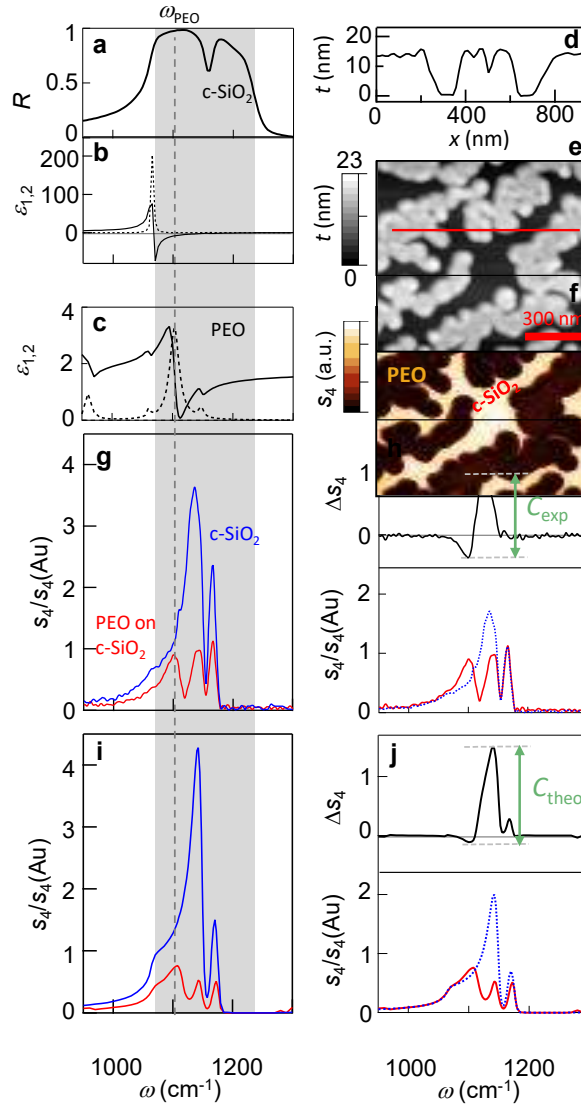 ω_PEO
a
R
1
0.5
0
c-SiO₂
b
ε₁,₂
200
100
0
c
ε₁,₂
4
2
0
PEO
g
s₄/s₄(Au)
4
3
2
1
0
c-SiO₂
PEO on
c-SiO₂
i
s₄/s₄(Au)
4
3
2
1
0
1000
1200
ω (cm⁻¹)
d
t (nm)
20
10
0
0
400
800
x (nm)
e
23
t (nm)
0
f
300 nm
s₄ (a.u.)
PEO
c-SiO₂
h
Δs₄
1
0
C_exp
s₄/s₄(Au)
2
1
0
j
Δs₄
1
0
C_theo
s₄/s₄(Au)
2
1
0
1000
1200
ω (cm⁻¹)